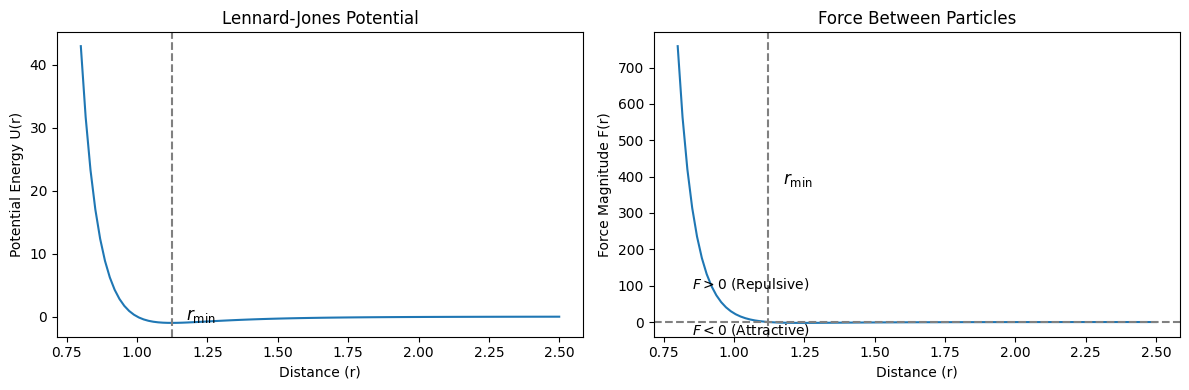 Lennard-Jones Potential
Potential Energy U(r)
40
30
20
10
0
r_min
0.75 1.00 1.25 1.50 1.75 2.00 2.25 2.50
Distance (r)
Force Between Particles
Force Magnitude F(r)
700
600
500
400
300
200
100
0
r_min
F > 0 (Repulsive)
F < 0 (Attractive)
0.75 1.00 1.25 1.50 1.75 2.00 2.25 2.50
Distance (r)